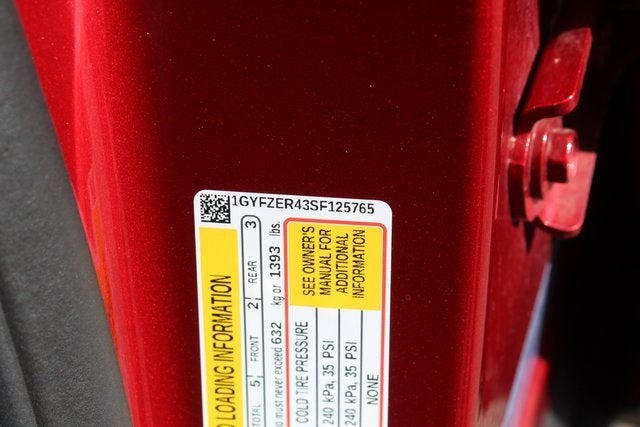 1GYFZER43SF125765
LOADING INFORMATION
TOTAL 5 FRONT 2 REAR 3
must never exceed 632 kg or 1393 lbs.
SEE OWNER'S
MANUAL FOR
ADDITIONAL
INFORMATION
COLD TIRE PRESSURE
240 kPa, 35 PSI
240 kPa, 35 PSI
NONE